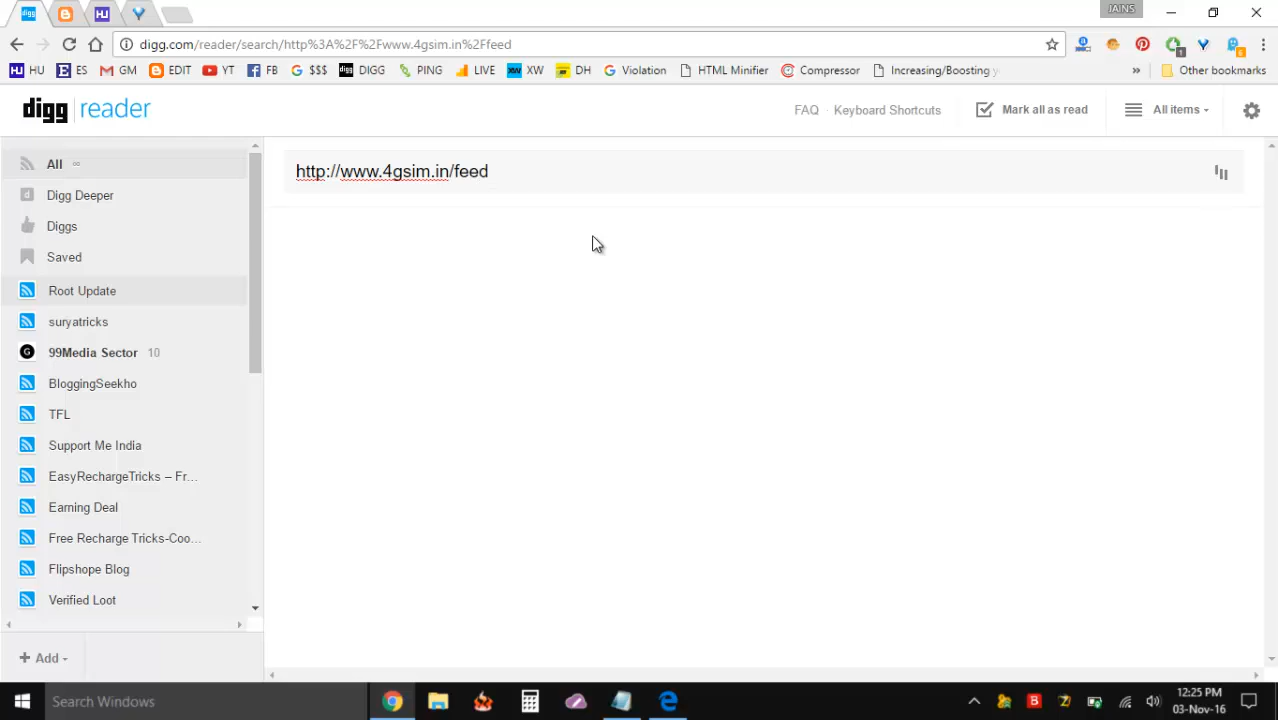 JAINS
digg.com/reader/search/http%3A%2F%2Fwww.4gsim.in%2Ffeed
HU ES GM EDIT YT FB $$$ DIGG PING LIVE XW DH Violation HTML Minifier Compressor Increasing/Boosting » Other bookmarks
digg reader FAQ · Keyboard Shortcuts Mark all as read All items
All ∞
http://www.4gsim.in/feed
Digg Deeper
Diggs
Saved
Root Update
suryatricks
99Media Sector 10
BloggingSeekho
TFL
Support Me India
EasyRechargeTricks – Fr...
Earning Deal
Free Recharge Tricks-Coo...
Flipshope Blog
Verified Loot
+ Add
Search Windows
12:25 PM
03-Nov-16